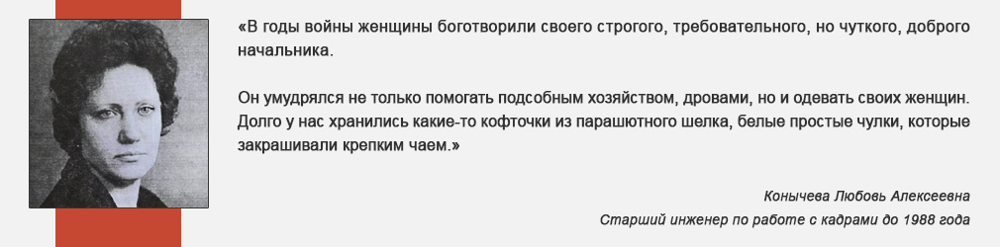 «В годы войны женщины боготворили своего строгого, требовательного, но чуткого, доброго
начальника.
Он умудрялся не только помогать подсобным хозяйством, дровами, но и одевать своих женщин.
Долго у нас хранились какие-то кофточки из парашютного шелка, белые простые чулки, которые
закрашивали крепким чаем.»
Конычева Любовь Алексеевна
Старший инженер по работе с кадрами до 1988 года